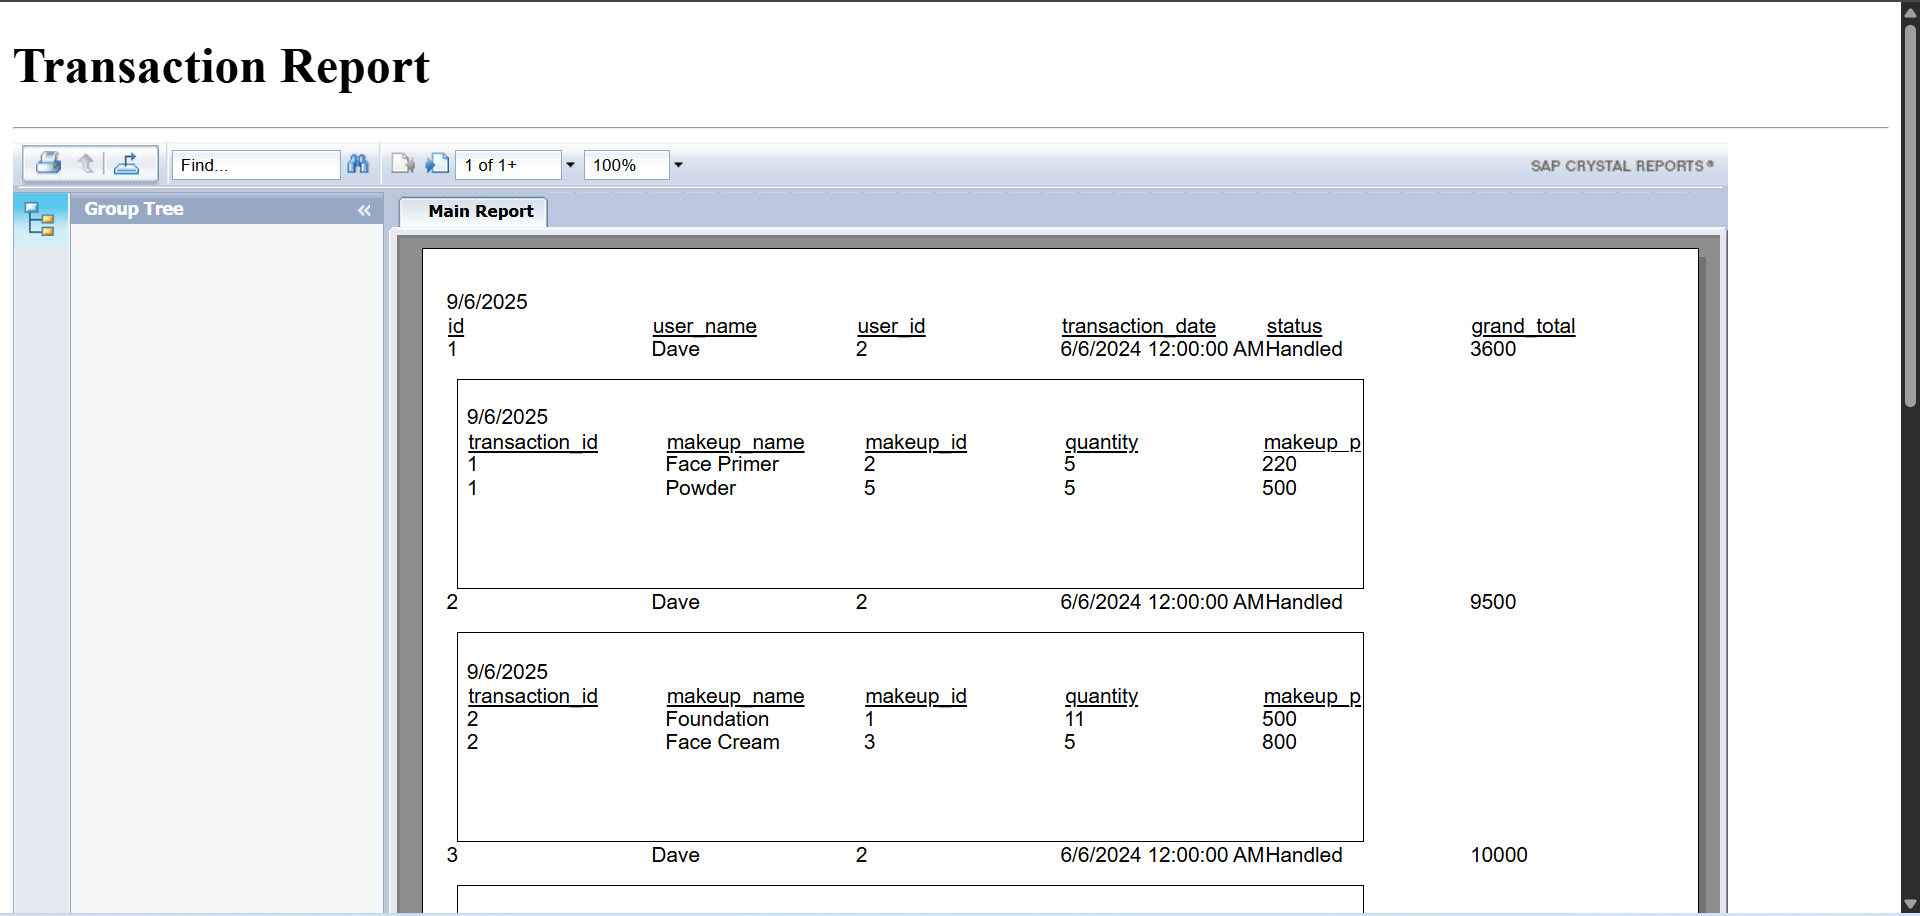 Transaction Report
Find... 1 of 1+ 100% SAP CRYSTAL REPORTS®
Group Tree « Main Report
9/6/2025
id user_name user_id transaction_date status grand_total
1 Dave 2 6/6/2024 12:00:00 AM Handled 3600
9/6/2025
transaction_id makeup_name makeup_id quantity makeup_p
1 Face Primer 2 5 220
1 Powder 5 5 500
2 Dave 2 6/6/2024 12:00:00 AM Handled 9500
9/6/2025
transaction_id makeup_name makeup_id quantity makeup_p
2 Foundation 1 11 500
2 Face Cream 3 5 800
3 Dave 2 6/6/2024 12:00:00 AM Handled 10000